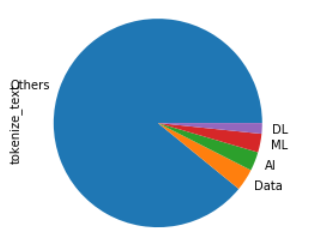 Others
tokenize_text
DL
ML
AI
Data